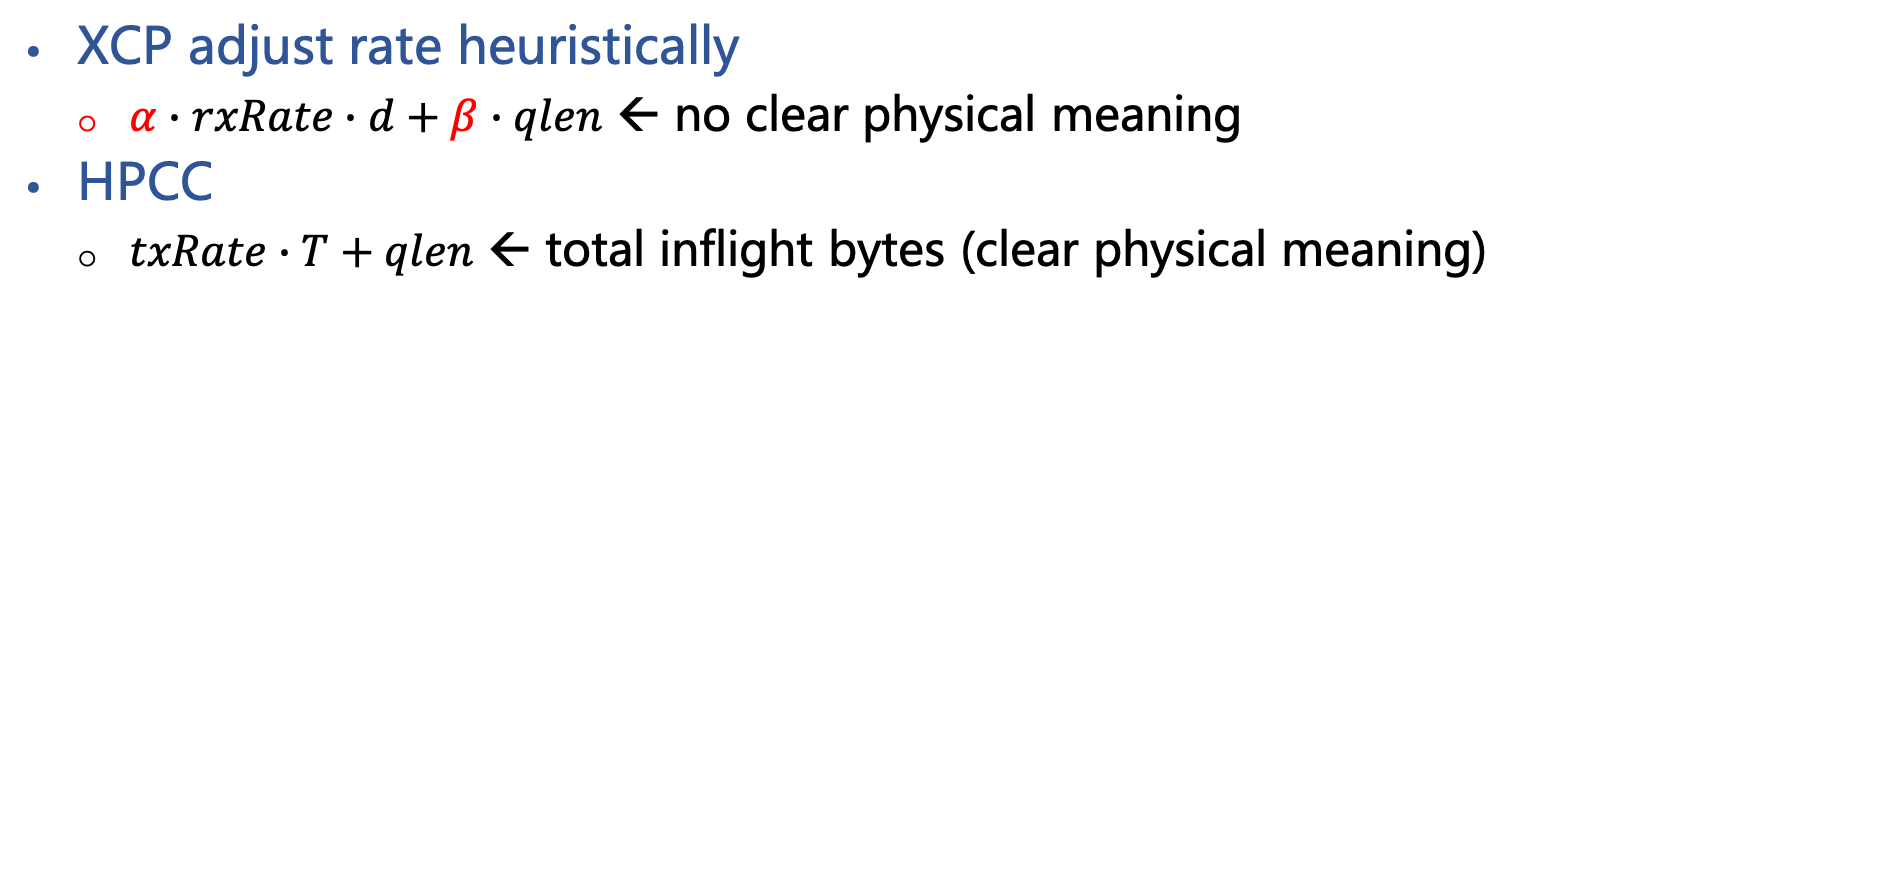 • XCP adjust rate heuristically
○ α · rxRate · d + β · qlen ← no clear physical meaning
• HPCC
○ txRate · T + qlen ← total inflight bytes (clear physical meaning)